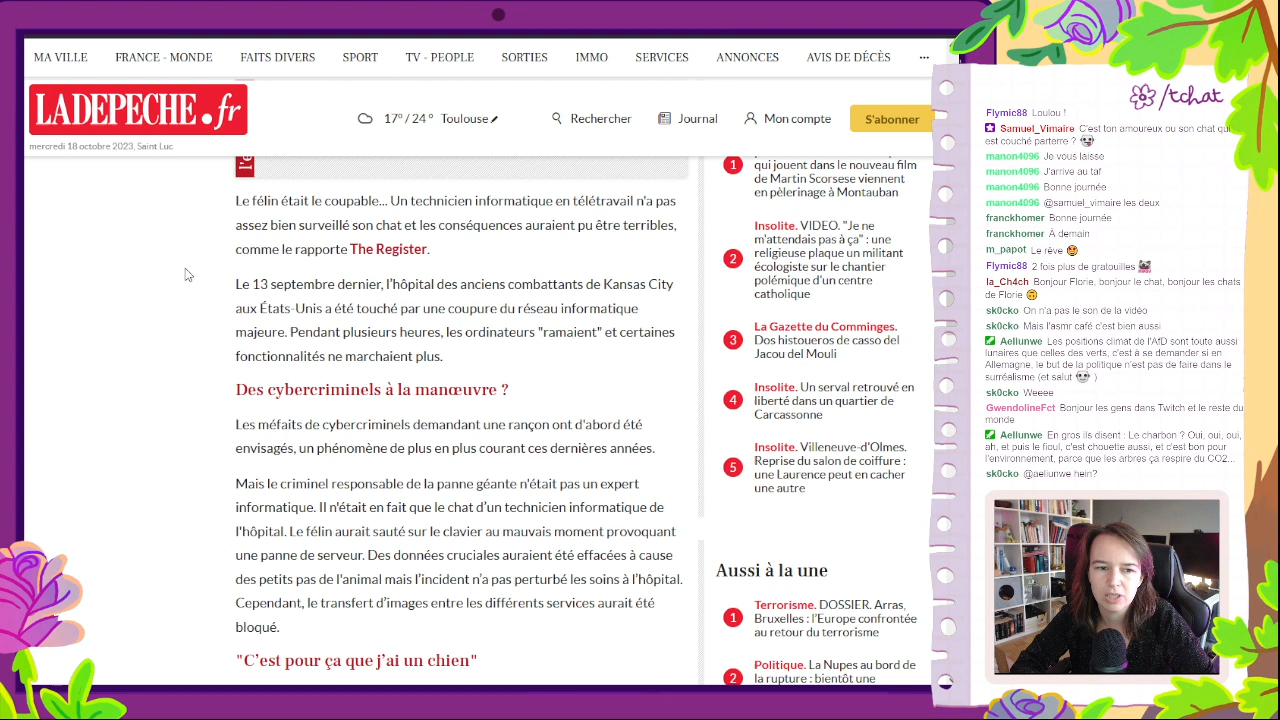 MA VILLE FRANCE - MONDE FAITS DIVERS SPORT TV - PEOPLE SORTIES IMMO SERVICES ANNONCES AVIS DE DÉCÈS ...
LADEPECHE.fr
17° / 24° Toulouse
Rechercher
Journal
Mon compte
S'abonner
mercredi 18 octobre 2023, Saint Luc
Le félin était le coupable... Un technicien informatique en télétravail n'a pas
assez bien surveillé son chat et les conséquences auraient pu être terribles,
comme le rapporte The Register.
Le 13 septembre dernier, l'hôpital des anciens combattants de Kansas City
aux États-Unis a été touché par une coupure du réseau informatique
majeure. Pendant plusieurs heures, les ordinateurs "ramaient" et certaines
fonctionnalités ne marchaient plus.
Des cybercriminels à la manœuvre ?
Les méfaits de cybercriminels demandant une rançon ont d'abord été
envisagés, un phénomène de plus en plus courant ces dernières années.
Mais le criminel responsable de la panne géante n'était pas un expert
informatique. Il n'était en fait que le chat d'un technicien informatique de
l'hôpital. Le félin aurait sauté sur le clavier au mauvais moment provoquant
une panne de serveur. Des données cruciales auraient été effacées à cause
des petits pas de l'animal mais l'incident n'a pas perturbé les soins à l'hôpital.
Cependant, le transfert d'images entre les différents services aurait été
bloqué.
"C'est pour ça que j'ai un chien"
1
qui jouent dans le nouveau film
de Martin Scorsese viennent
en pèlerinage à Montauban
2
Insolite. VIDEO. "Je ne
m'attendais pas à ça" : une
religieuse plaque un militant
écologiste sur le chantier
polémique d'un centre
catholique
3
La Gazette du Comminges.
Dos histoueros de casso del
Jacou del Mouli
4
Insolite. Un serval retrouvé en
liberté dans un quartier de
Carcassonne
5
Insolite. Villeneuve-d'Olmes.
Reprise du salon de coiffure :
une Laurence peut en cacher
une autre
Aussi à la une
1
Terrorisme. DOSSIER. Arras,
Bruxelles : l'Europe confrontée
au retour du terrorisme
2
Politique. La Nupes au bord de
la rupture : bientôt une
/tchat
Flymic88 Loulou !
Samuel_Vimaire C'est ton amoureux ou son chat qui
est couché parterre ?
manon4096 Je vous laisse
manon4096 J'arrive au taf
manon4096 Bonne journée
manon4096 @samuel_vimaire les deux
franckhomer Bonne journée
franckhomer À demain
m_papot Le rêve
Flymic88 2 fois plus de gratouilles
la_Ch4ch Bonjour Florie, bonjour le chat, bonjour les chats
de Florie
sk0cko On n'a pas le son de la vidéo
sk0cko Mais l'asmr café c'est bien aussi
Aeliunwe Les positions climat de l'AfD sont toute aussi
lunaires que celles des verts, c'est à se demander si en
Allemagne, le but de la politique n'est pas de faire dans le
surréalisme (et salut )
sk0cko Weeee
GwendolineFct Bonjour les gens dans Twitch et le reste du
monde
Aeliunwe En gros ils disent : Le charbon ? Oui, oui, oui,
ah, et puis le fioul, c'est chouette aussi, et c'est bon pour
l'environnement, parce que les arbres ça respire du CO2...
sk0cko @aeliunwe hein?